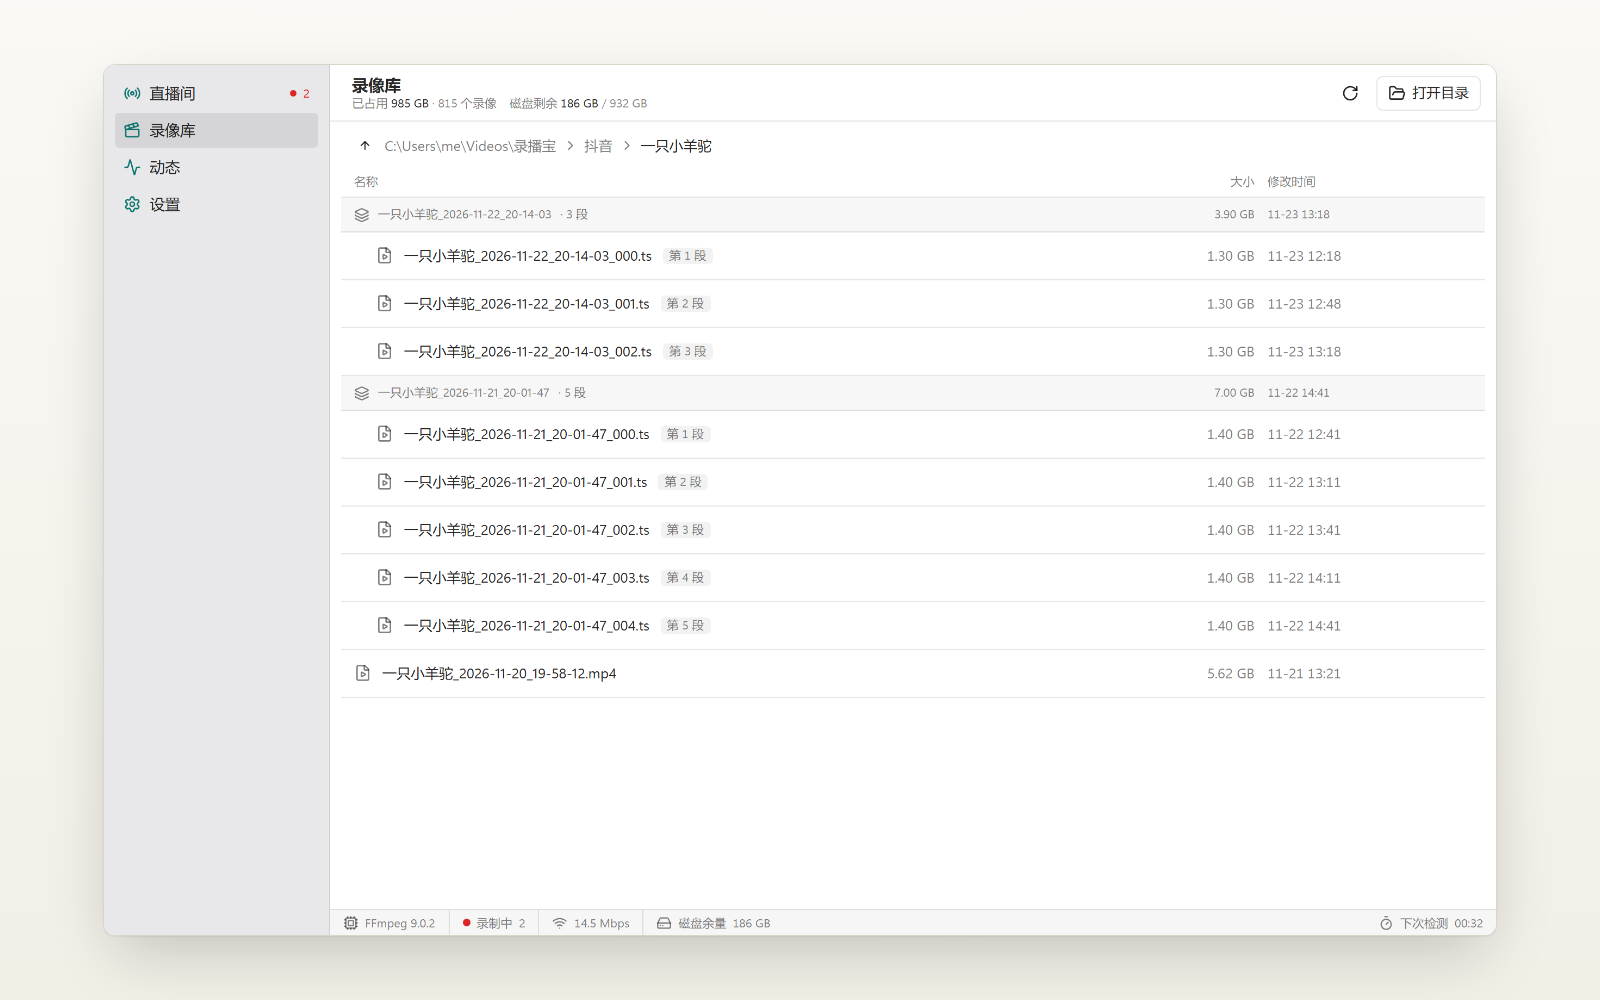 直播间 2
录像库
动态
设置
录像库
已占用 985 GB · 815 个录像 磁盘剩余 186 GB / 932 GB
打开目录
C:\Users\me\Videos\录播宝 > 抖音 > 一只小羊驼
名称 大小 修改时间
一只小羊驼_2026-11-22_20-14-03 · 3 段 3.90 GB 11-23 13:18
一只小羊驼_2026-11-22_20-14-03_000.ts 第 1 段 1.30 GB 11-23 12:18
一只小羊驼_2026-11-22_20-14-03_001.ts 第 2 段 1.30 GB 11-23 12:48
一只小羊驼_2026-11-22_20-14-03_002.ts 第 3 段 1.30 GB 11-23 13:18
一只小羊驼_2026-11-21_20-01-47 · 5 段 7.00 GB 11-22 14:41
一只小羊驼_2026-11-21_20-01-47_000.ts 第 1 段 1.40 GB 11-22 12:41
一只小羊驼_2026-11-21_20-01-47_001.ts 第 2 段 1.40 GB 11-22 13:11
一只小羊驼_2026-11-21_20-01-47_002.ts 第 3 段 1.40 GB 11-22 13:41
一只小羊驼_2026-11-21_20-01-47_003.ts 第 4 段 1.40 GB 11-22 14:11
一只小羊驼_2026-11-21_20-01-47_004.ts 第 5 段 1.40 GB 11-22 14:41
一只小羊驼_2026-11-20_19-58-12.mp4 5.62 GB 11-21 13:21
FFmpeg 9.0.2 录制中 2 14.5 Mbps 磁盘余量 186 GB 下次检测 00:32